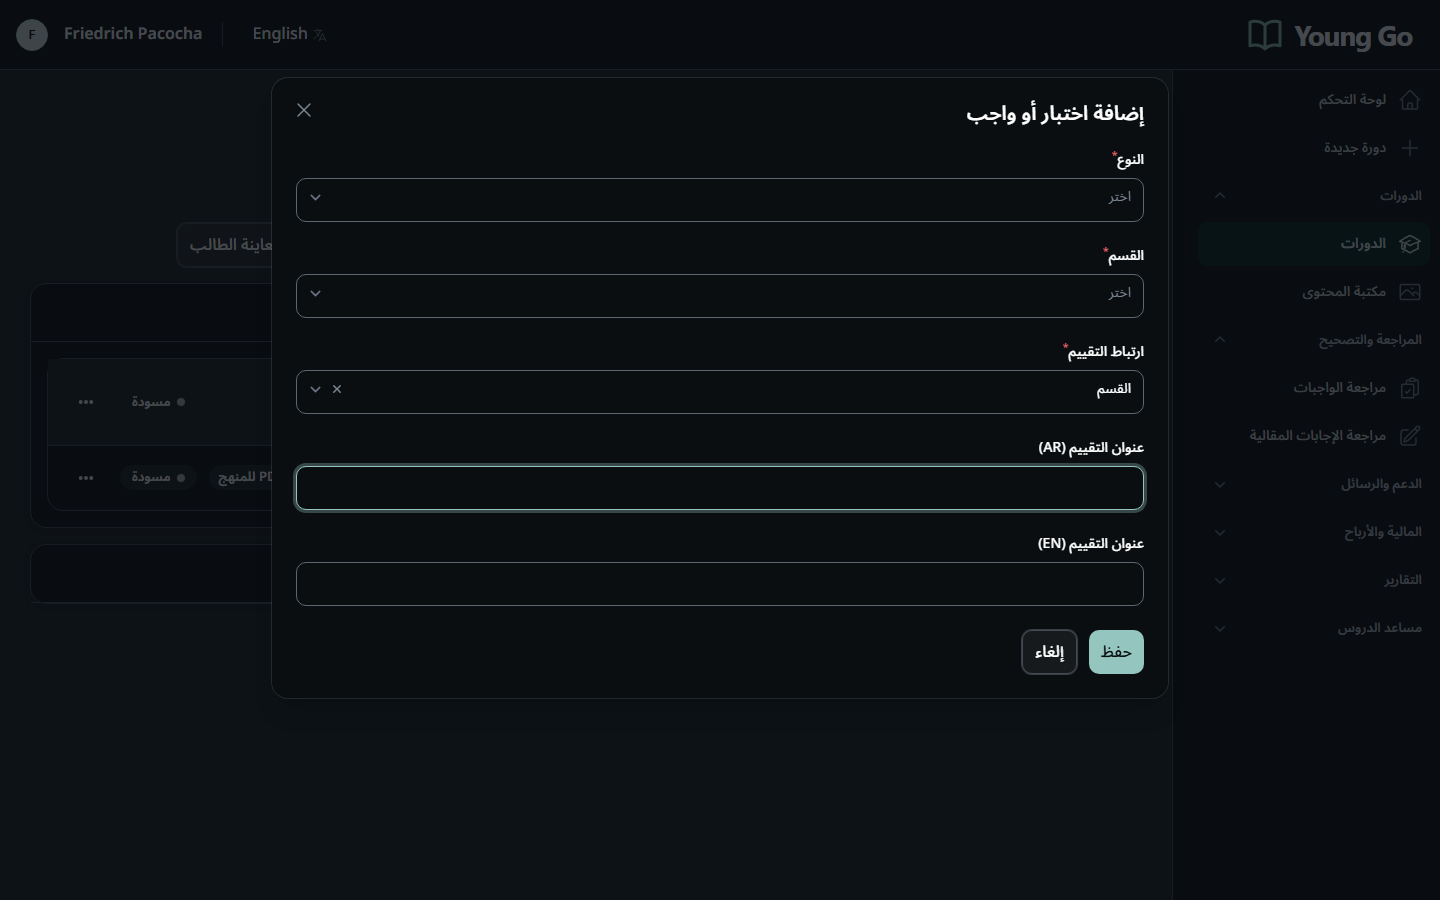 Young Go
English
Friedrich Pacocha
F
لوحة التحكم
دورة جديدة
الدورات
الدورات
مكتبة المحتوى
المراجعة والتصحيح
مراجعة الواجبات
مراجعة الإجابات المقالية
الدعم والرسائل
المالية والأرباح
التقارير
مساعد الدروس
إضافة اختبار أو واجب
النوع*
اختر
القسم*
اختر
ارتباط التقييم*
القسم
عنوان التقييم (AR)
عنوان التقييم (EN)
حفظ
إلغاء
الطالب
مسودة
للمنهج
مسودة